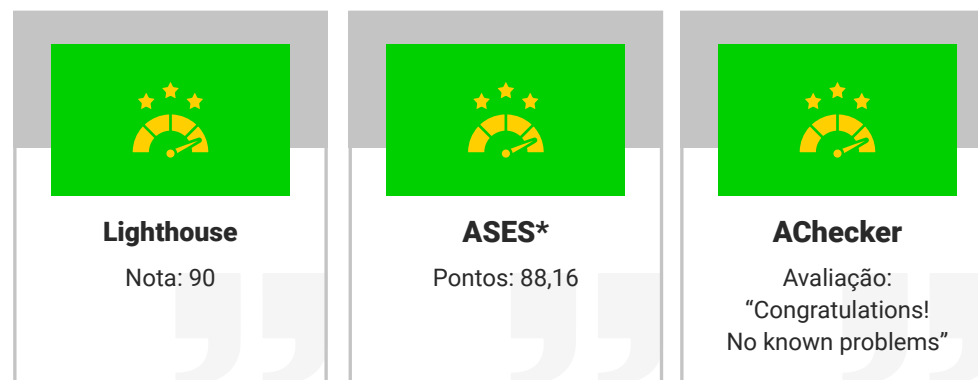 Lighthouse
Nota: 90
ASES*
Pontos: 88,16
AChecker
Avaliação:
“Congratulations!
No known problems”